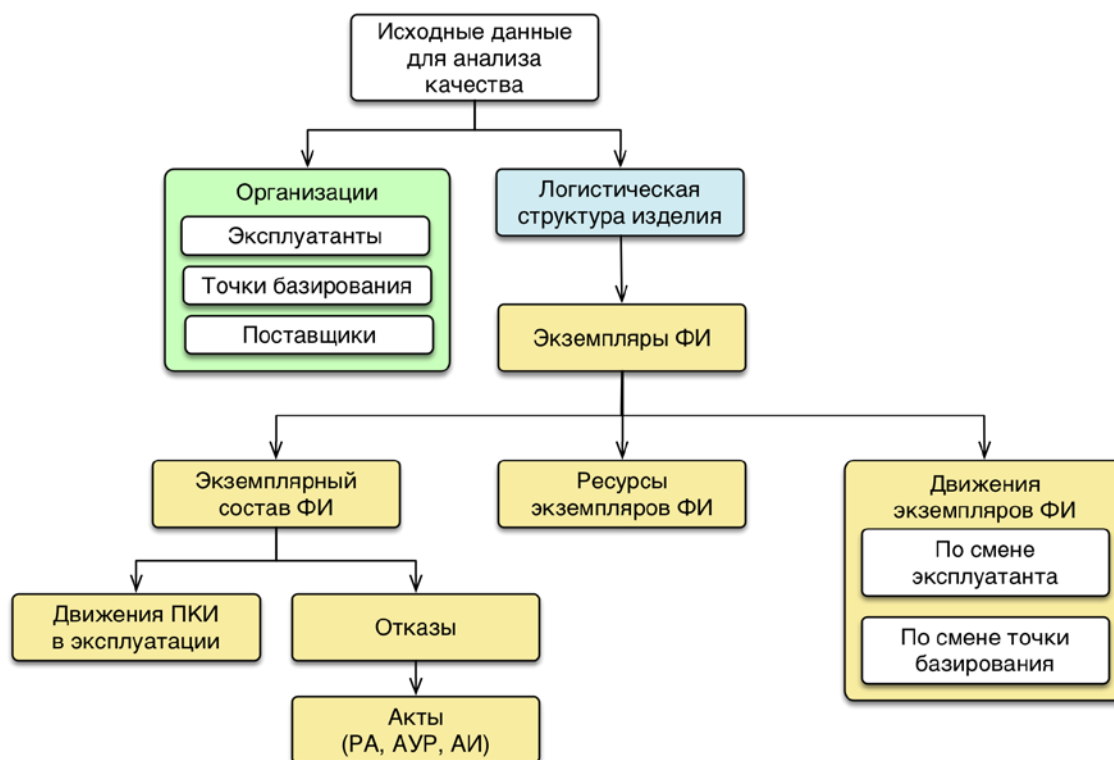 Исходные данные
для анализа
качества
Организации
Эксплуатанты
Точки базирования
Поставщики
Логистическая
структура изделия
Экземпляры ФИ
Экземплярный
состав ФИ
Ресурсы
экземпляров ФИ
Движения
экземпляров ФИ
По смене
эксплуатанта
По смене точки
базирования
Движения ПКИ
в эксплуатации
Отказы
Акты
(РА, АУР, АИ)